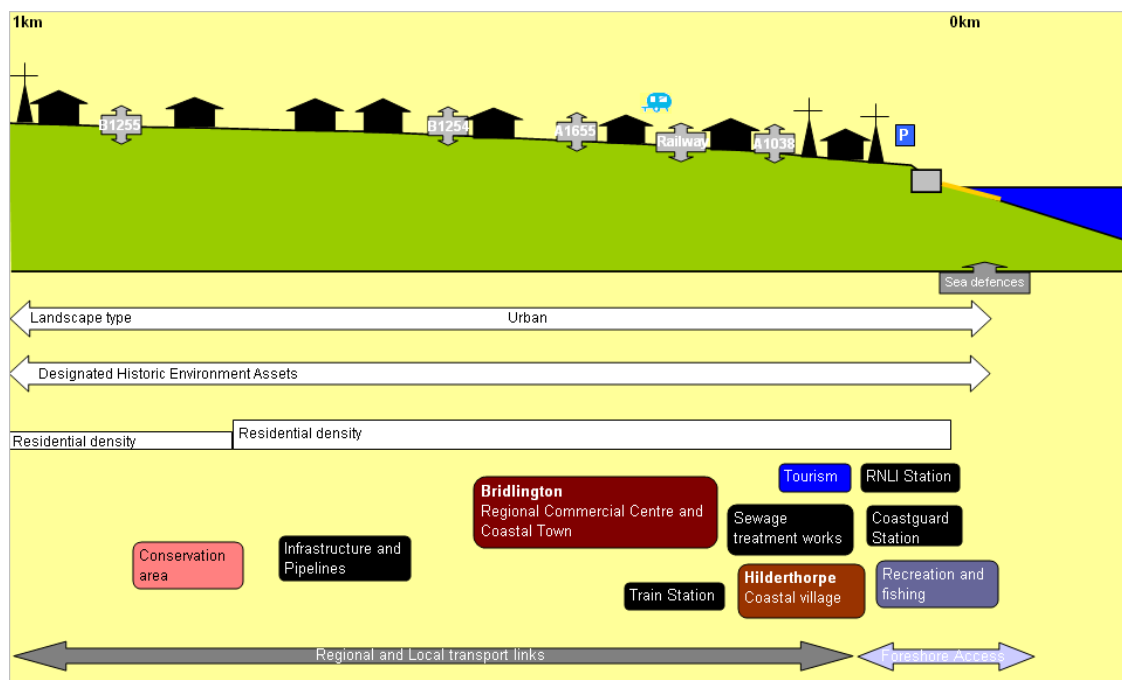 1km
0km
B1255
B1254
A1655
Railway
A1038
P
Sea defences
Landscape type
Urban
Designated Historic Environment Assets
Residential density
Residential density
Bridlington
Regional Commercial Centre and
Coastal Town
Tourism
RNLI Station
Sewage
treatment works
Coastguard
Station
Conservation
area
Infrastructure and
Pipelines
Train Station
Hilderthorpe
Coastal village
Recreation and
fishing
Regional and Local transport links
Foreshore Access